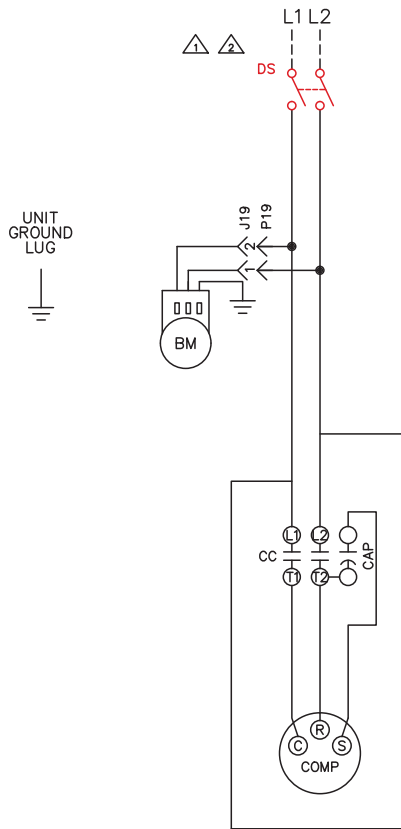 L1 L2
1 2
DS
J19 P19
2
1
UNIT
GROUND
LUG
BM
L1 L2
CC
CAP
T1 T2
R
C S
COMP